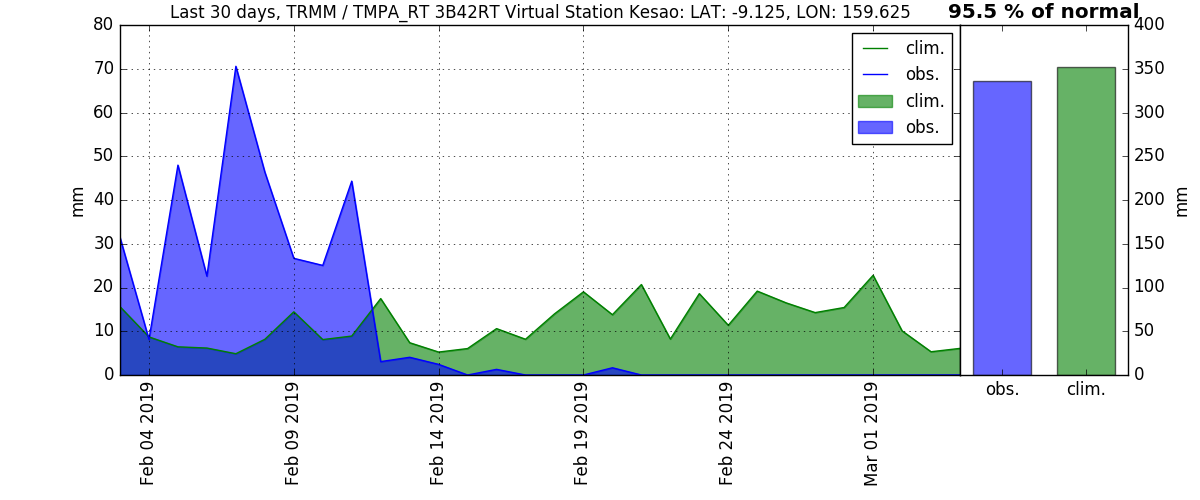 Last 30 days, TRMM / TMPA_RT 3B42RT Virtual Station Kesao: LAT: -9.125, LON: 159.625
95.5 % of normal
80
70
60
50
40
30
20
10
0
mm
clim.
obs.
clim.
obs.
Feb 04 2019
Feb 09 2019
Feb 14 2019
Feb 19 2019
Feb 24 2019
Mar 01 2019
400
350
300
250
200
150
100
50
0
mm
obs.
clim.